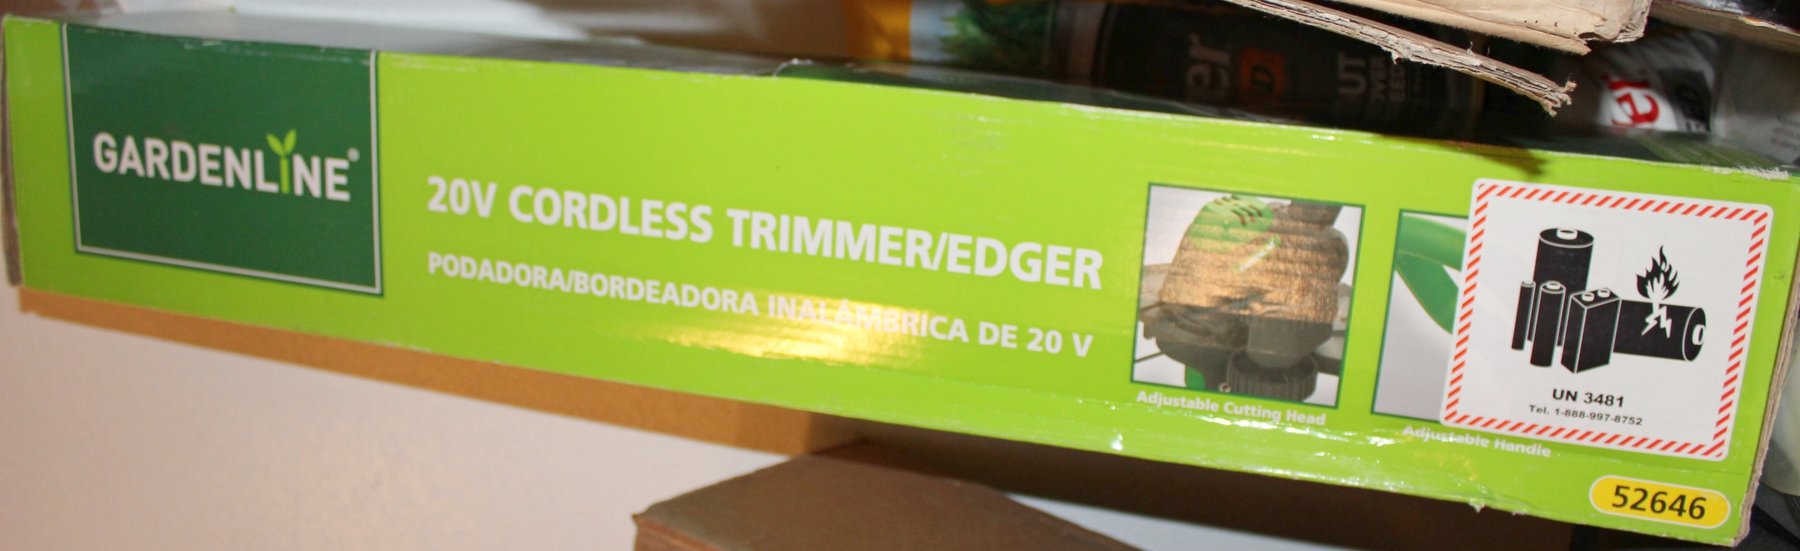 GARDENLINE®
20V CORDLESS TRIMMER/EDGER
PODADORA/BORDEADORA INALÁMBRICA DE 20 V
Adjustable Cutting Head
Adjustable Handle
UN 3481
Tel. 1-888-997-8752
52646